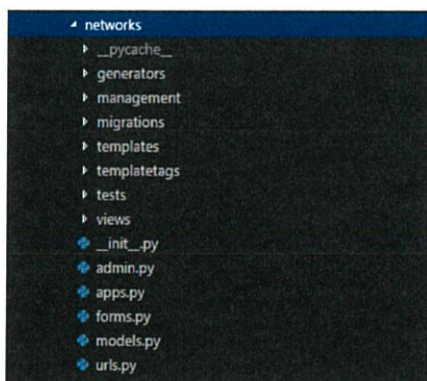 networks
__pycache__
generators
management
migrations
templates
templatetags
tests
views
__init__.py
admin.py
apps.py
forms.py
models.py
urls.py